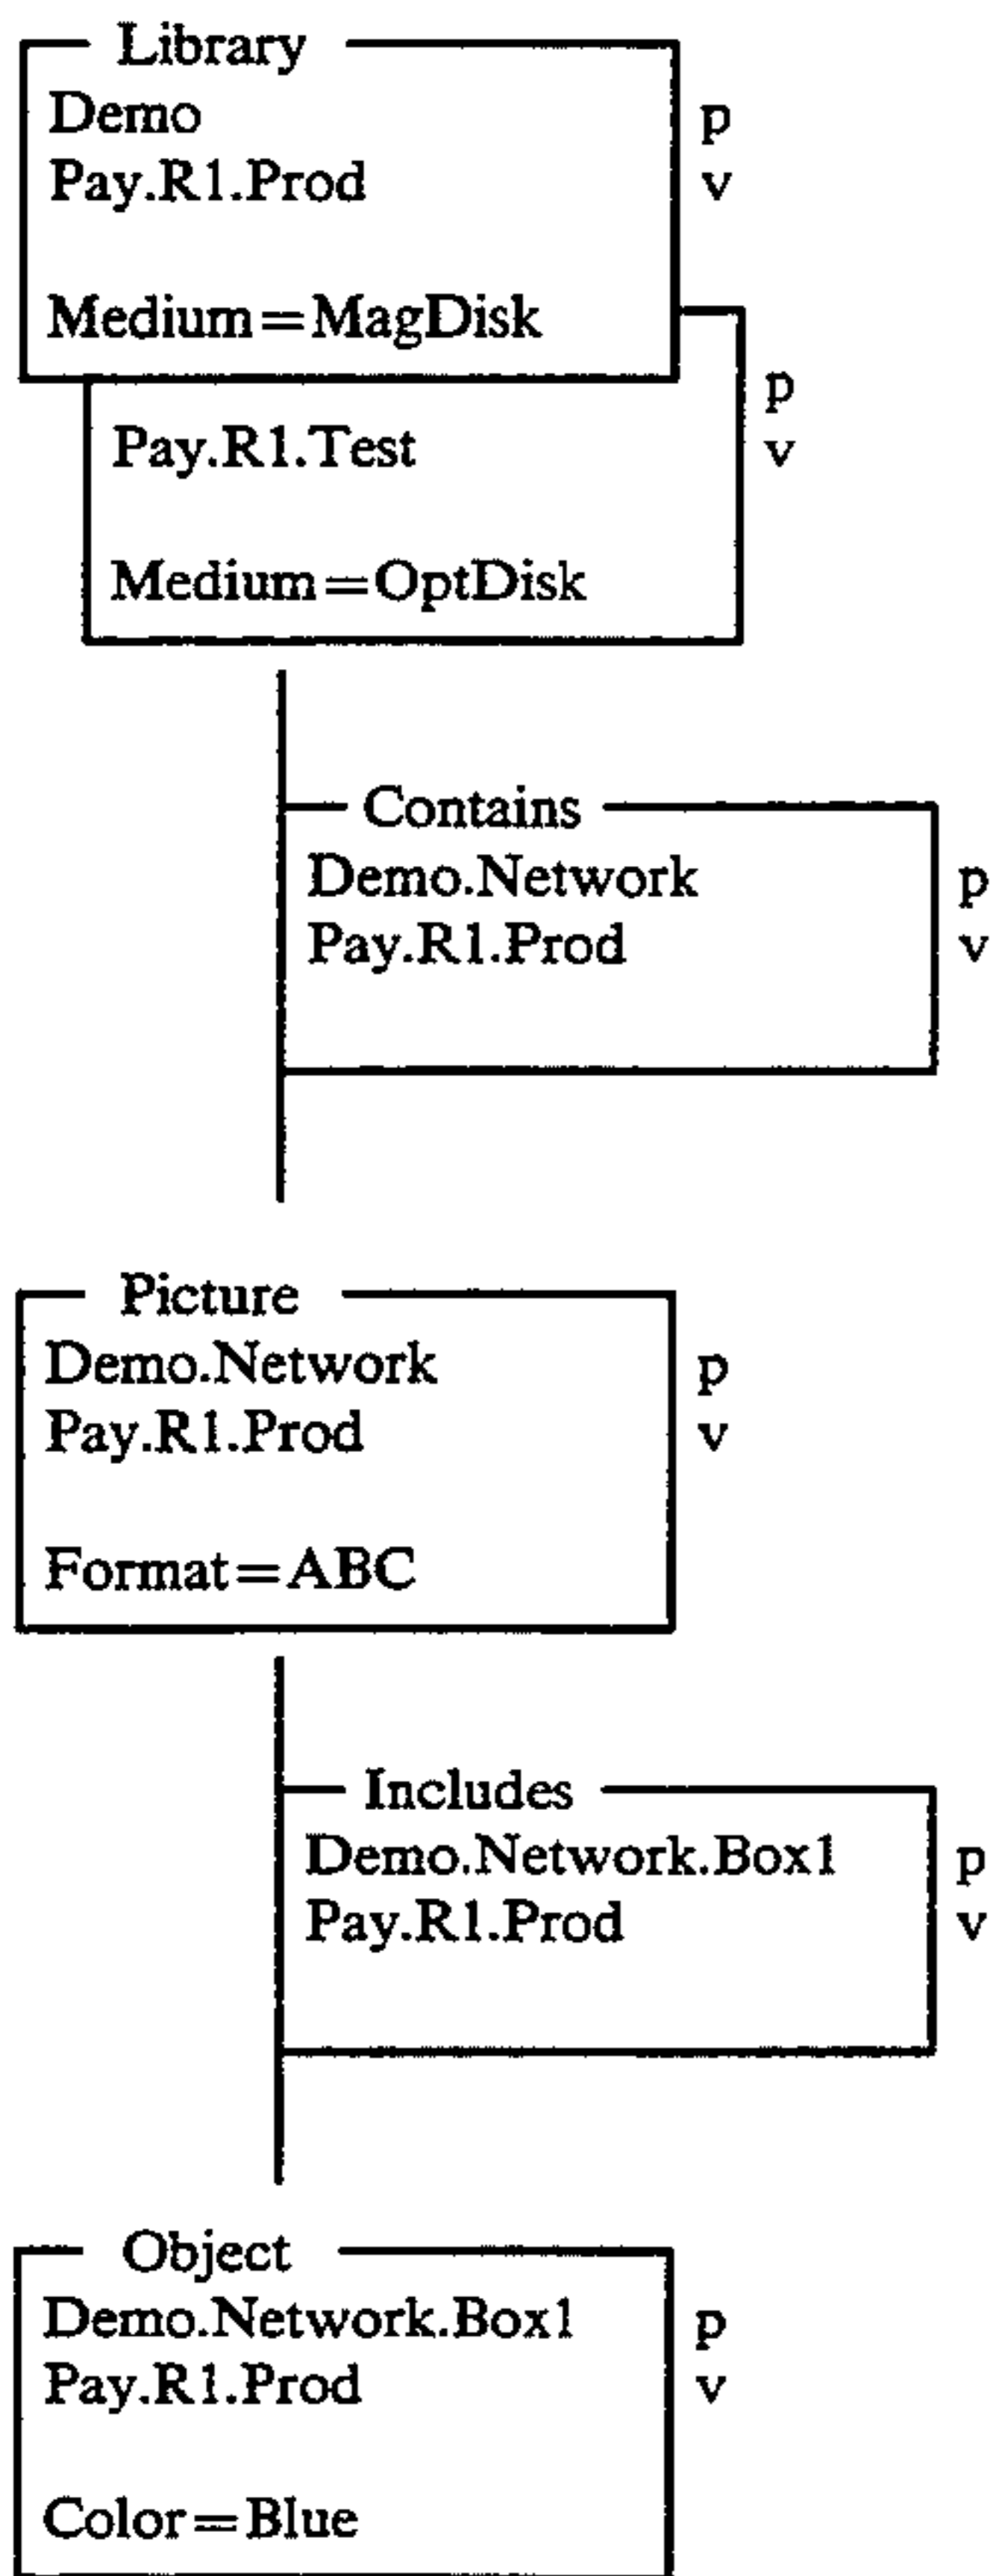 Library
Demo p
Pay.R1.Prod v
Medium=MagDisk
p
Pay.R1.Test v
Medium=OptDisk
Contains
Demo.Network p
Pay.R1.Prod v
Picture
Demo.Network p
Pay.R1.Prod v
Format=ABC
Includes
Demo.Network.Box1 p
Pay.R1.Prod v
Object
Demo.Network.Box1 p
Pay.R1.Prod v
Color=Blue